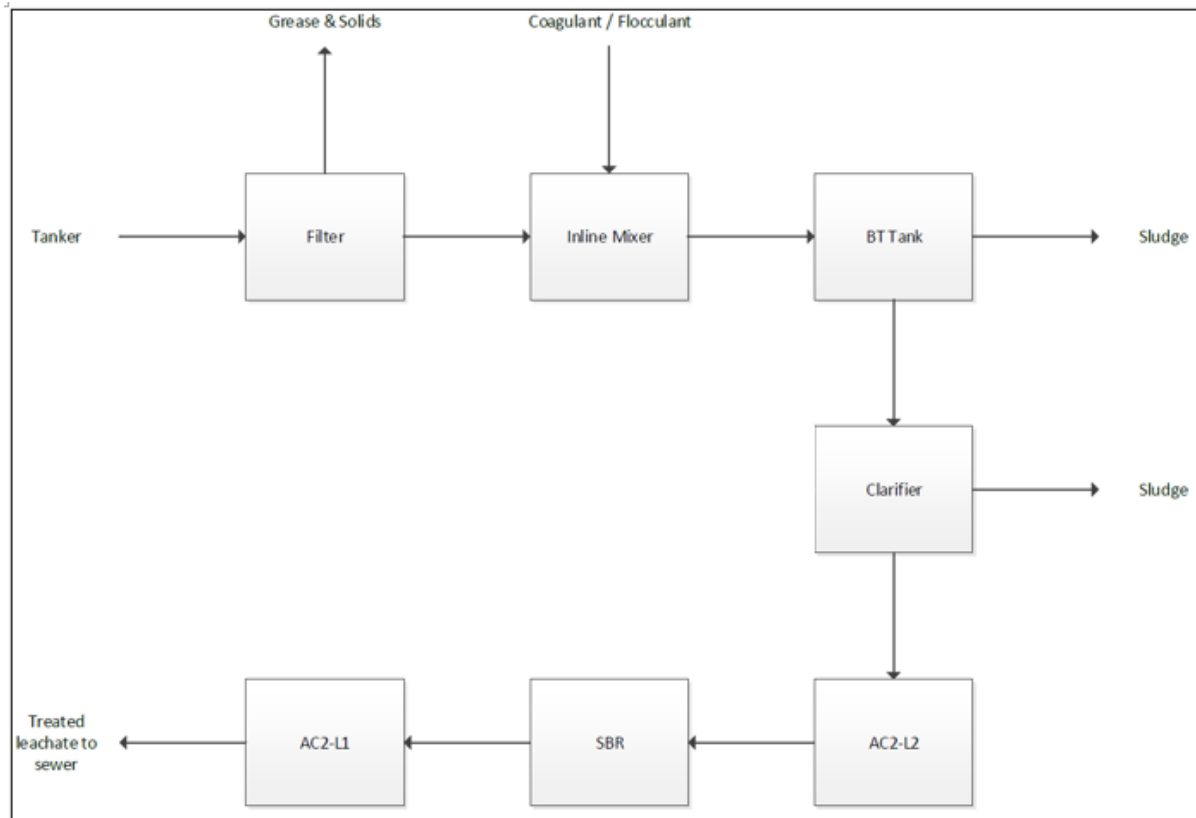 Grease & Solids
Coagulant / Flocculant
Tanker
Filter
Inline Mixer
BT Tank
Sludge
Clarifier
Sludge
Treated
leachate to
sewer
AC2-L1
SBR
AC2-L2